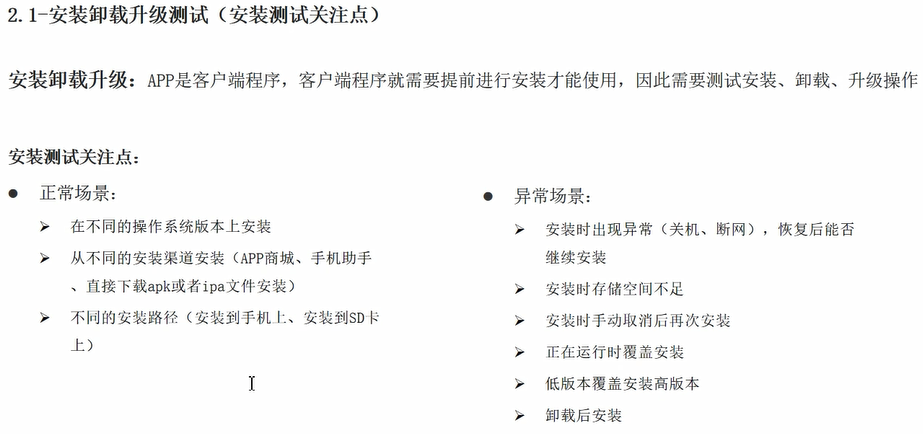 2.1-安装卸载升级测试（安装测试关注点）
安装卸载升级：APP是客户端程序，客户端程序就需要提前进行安装才能使用，因此需要测试安装、卸载、升级操作
安装测试关注点：
● 正常场景：
➢ 在不同的操作系统版本上安装
➢ 从不同的安装渠道安装（APP商城、手机助手
、直接下载apk或者ipa文件安装）
➢ 不同的安装路径（安装到手机上、安装到SD卡
上）
● 异常场景：
➢ 安装时出现异常（关机、断网），恢复后能否
继续安装
➢ 安装时存储空间不足
➢ 安装时手动取消后再次安装
➢ 正在运行时覆盖安装
➢ 低版本覆盖安装高版本
➢ 卸载后安装